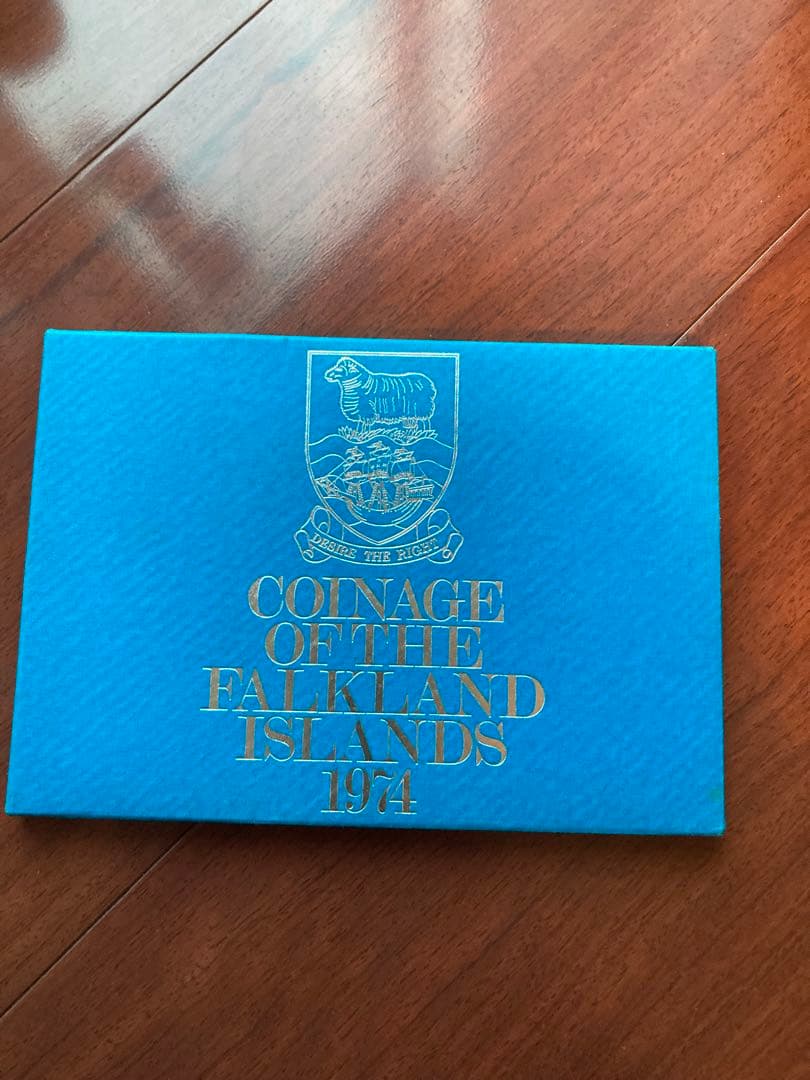 DESIRE THE RIGHT
COINAGE
OF THE
FALKLAND
ISLANDS
1974